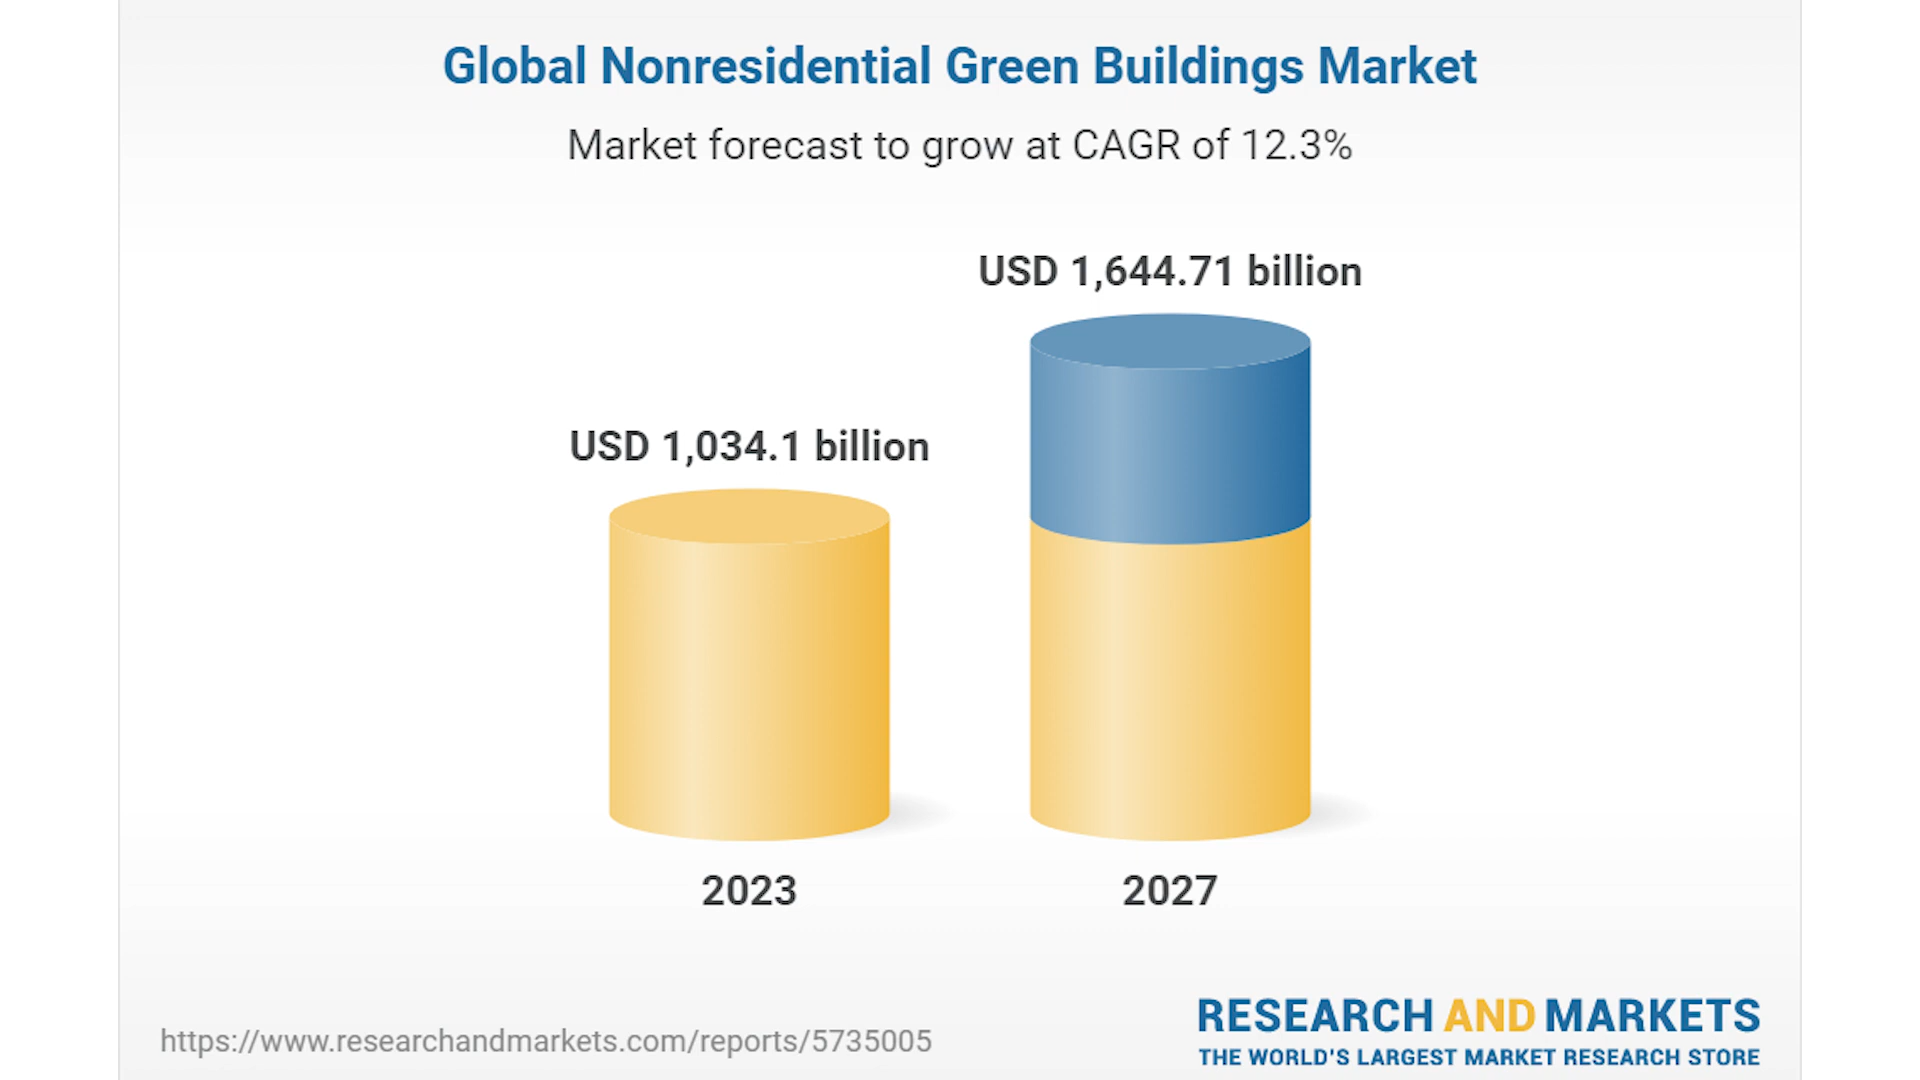 Global Nonresidential Green Buildings Market
Market forecast to grow at CAGR of 12.3%
USD 1,644.71 billion
USD 1,034.1 billion
2023
2027
https://www.researchandmarkets.com/reports/5735005
RESEARCH AND MARKETS
THE WORLD'S LARGEST MARKET RESEARCH STORE